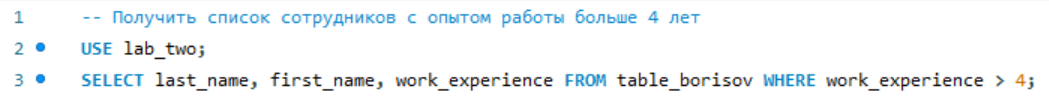 1 -- Получить список сотрудников с опытом работы больше 4 лет
2 USE lab_two;
3 SELECT last_name, first_name, work_experience FROM table_borisov WHERE work_experience > 4;